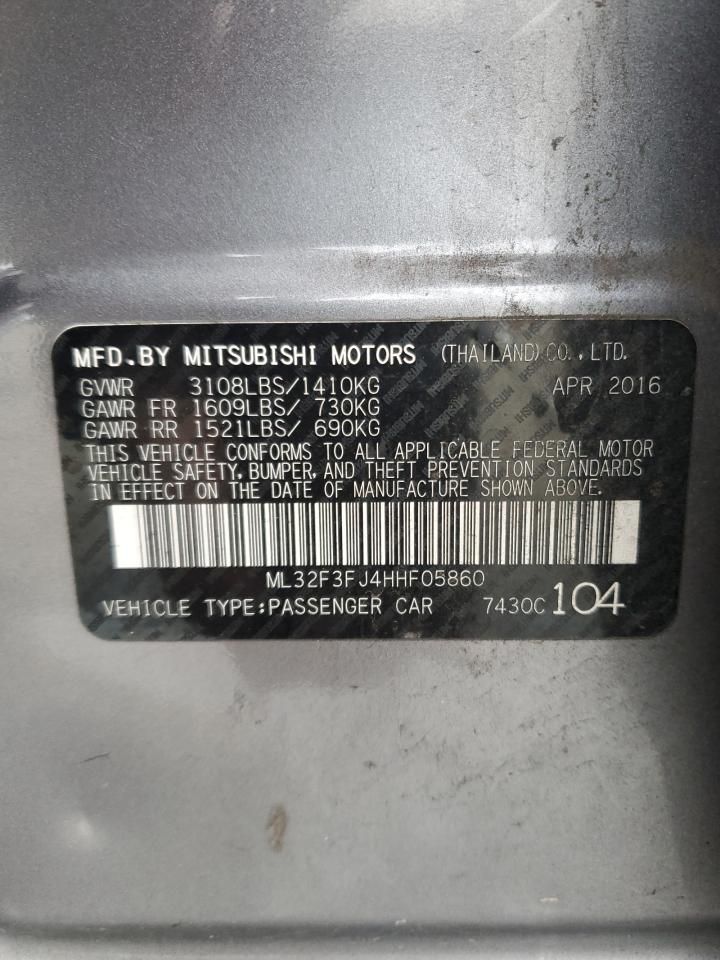 MFD.BY MITSUBISHI MOTORS (THAILAND)CO.,LTD.
GVWR 3108LBS/1410KG APR 2016
GAWR FR 1609LBS/ 730KG
GAWR RR 1521LBS/ 690KG
THIS VEHICLE CONFORMS TO ALL APPLICABLE FEDERAL MOTOR
VEHICLE SAFETY, BUMPER, AND THEFT PREVENTION STANDARDS
IN EFFECT ON THE DATE OF MANUFACTURE SHOWN ABOVE.
ML32F3FJ4HHF05860
VEHICLE TYPE:PASSENGER CAR 7430C 104